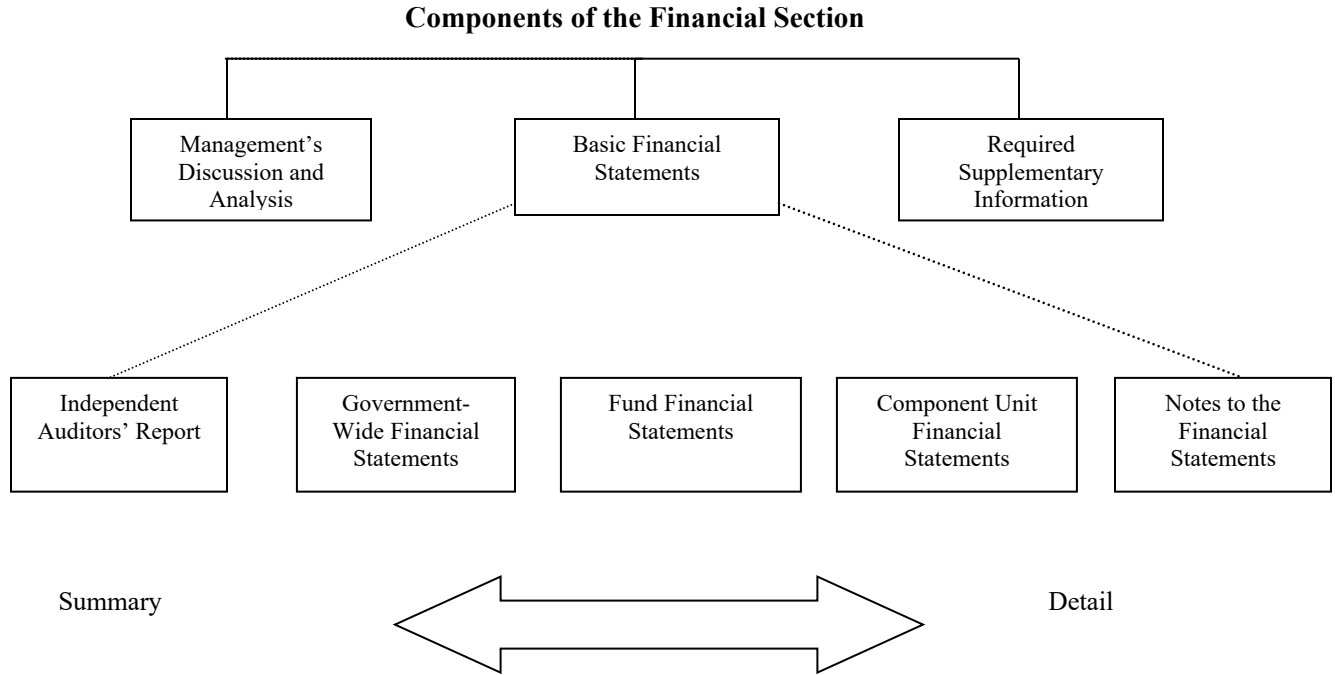 Components of the Financial Section
Management’s
Discussion and
Analysis
Basic Financial
Statements
Required
Supplementary
Information
Independent
Auditors’ Report
Government-
Wide Financial
Statements
Fund Financial
Statements
Component Unit
Financial
Statements
Notes to the
Financial
Statements
Summary
Detail